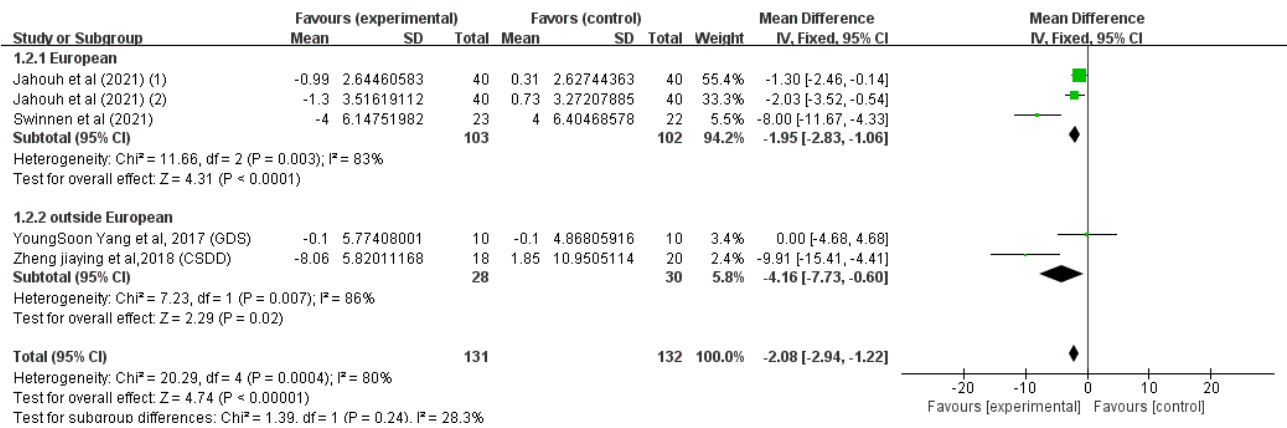 Favours (experimental) Favors (control) Mean Difference Mean Difference
Study or Subgroup Mean SD Total Mean SD Total Weight IV, Fixed, 95% CI IV, Fixed, 95% CI
1.2.1 European
Jahouh et al (2021) (1) -0.99 2.64460583 40 0.31 2.62744363 40 55.4% -1.30 [-2.46, -0.14]
Jahouh et al (2021) (2) -1.3 3.51619112 40 0.73 3.27207885 40 33.3% -2.03 [-3.52, -0.54]
Swinnen et al (2021) -4 6.14751982 23 4 6.40468578 22 5.5% -8.00 [-11.67, -4.33]
Subtotal (95% CI) 103 102 94.2% -1.95 [-2.83, -1.06]
Heterogeneity: Chi² = 11.66, df = 2 (P = 0.003); I² = 83%
Test for overall effect: Z = 4.31 (P < 0.0001)
1.2.2 outside European
YoungSoon Yang et al, 2017 (GDS) -0.1 5.77408001 10 -0.1 4.86805916 10 3.4% 0.00 [-4.68, 4.68]
Zheng jiaying et al,2018 (CSDD) -8.06 5.82011168 18 1.85 10.9505114 20 2.4% -9.91 [-15.41, -4.41]
Subtotal (95% CI) 28 30 5.8% -4.16 [-7.73, -0.60]
Heterogeneity: Chi² = 7.23, df = 1 (P = 0.007); I² = 86%
Test for overall effect: Z = 2.29 (P = 0.02)
Total (95% CI) 131 132 100.0% -2.08 [-2.94, -1.22]
Heterogeneity: Chi² = 20.29, df = 4 (P = 0.0004); I² = 80%
Test for overall effect: Z = 4.74 (P < 0.00001)
Test for subgroup differences: Chi² = 1.39, df = 1 (P = 0.24), I² = 28.3%
-20 -10 0 10 20
Favours [experimental] Favours [control]